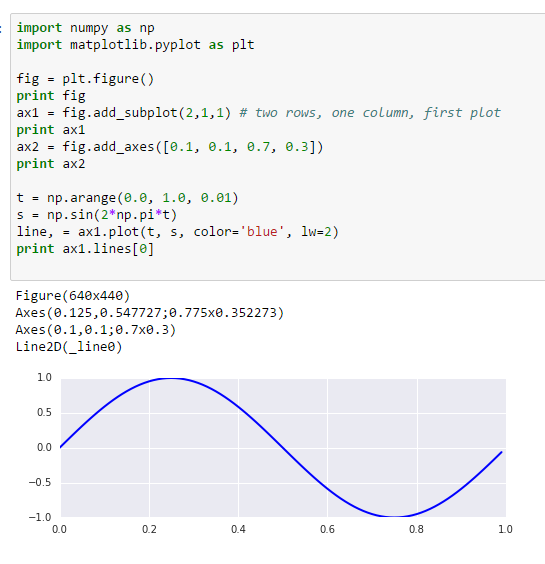 import numpy as np
import matplotlib.pyplot as plt
fig = plt.figure()
print fig
ax1 = fig.add_subplot(2,1,1) # two rows, one column, first plot
print ax1
ax2 = fig.add_axes([0.1, 0.1, 0.7, 0.3])
print ax2
t = np.arange(0.0, 1.0, 0.01)
s = np.sin(2*np.pi*t)
line, = ax1.plot(t, s, color='blue', lw=2)
print ax1.lines[0]
Figure(640x440)
Axes(0.125,0.547727;0.775x0.352273)
Axes(0.1,0.1;0.7x0.3)
Line2D(_line0)
1.0
0.5
0.0
−0.5
−1.0
0.0 0.2 0.4 0.6 0.8 1.0